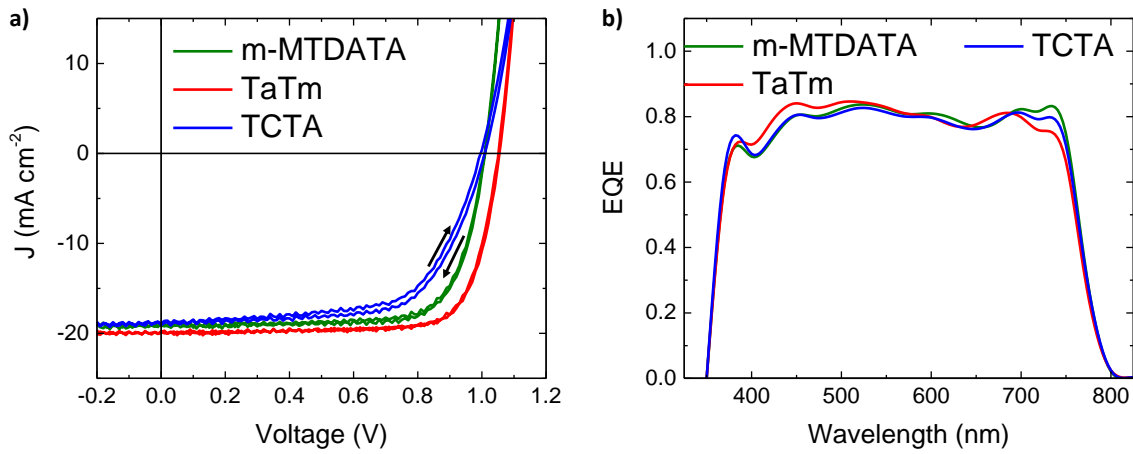 a)
J (mA cm-2)
10
0
-10
-20
m-MTDATA
TaTm
TCTA
-0.2 0.0 0.2 0.4 0.6 0.8 1.0 1.2
Voltage (V)
b)
EQE
1.0
0.8
0.6
0.4
0.2
0.0
m-MTDATA TCTA
TaTm
400 500 600 700 800
Wavelength (nm)